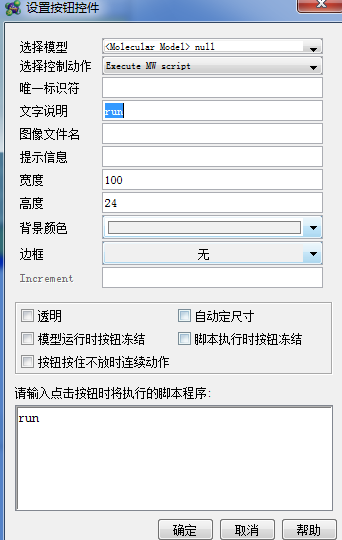 设置按钮控件
选择模型 <Molecular Model> null
选择控制动作 Execute MW script
唯一标识符
文字说明 run
图像文件名
提示信息
宽度 100
高度 24
背景颜色
边框 无
Increment
透明 自动定尺寸
模型运行时按钮冻结 脚本执行时按钮冻结
按钮按住不放时连续动作
请输入点击按钮时将执行的脚本程序:
run
确定 取消 帮助